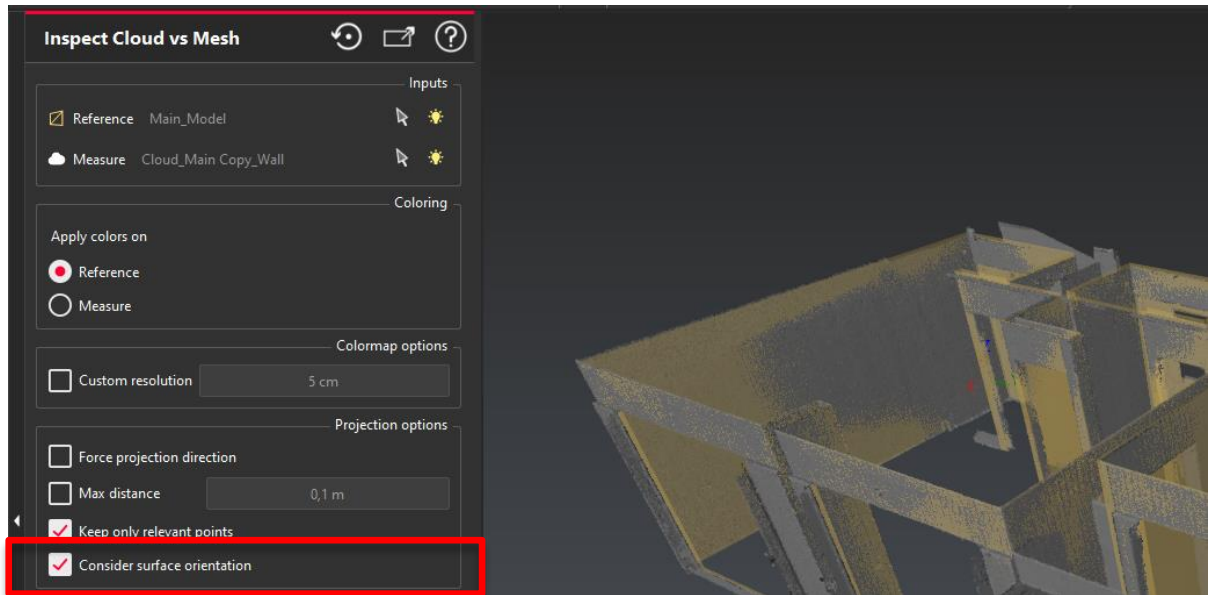 Inspect Cloud vs Mesh
Inputs
Reference Main_Model
Measure Cloud_Main Copy_Wall
Coloring
Apply colors on
Reference
Measure
Colormap options
Custom resolution 5 cm
Projection options
Force projection direction
Max distance 0,1 m
Keep only relevant points
Consider surface orientation